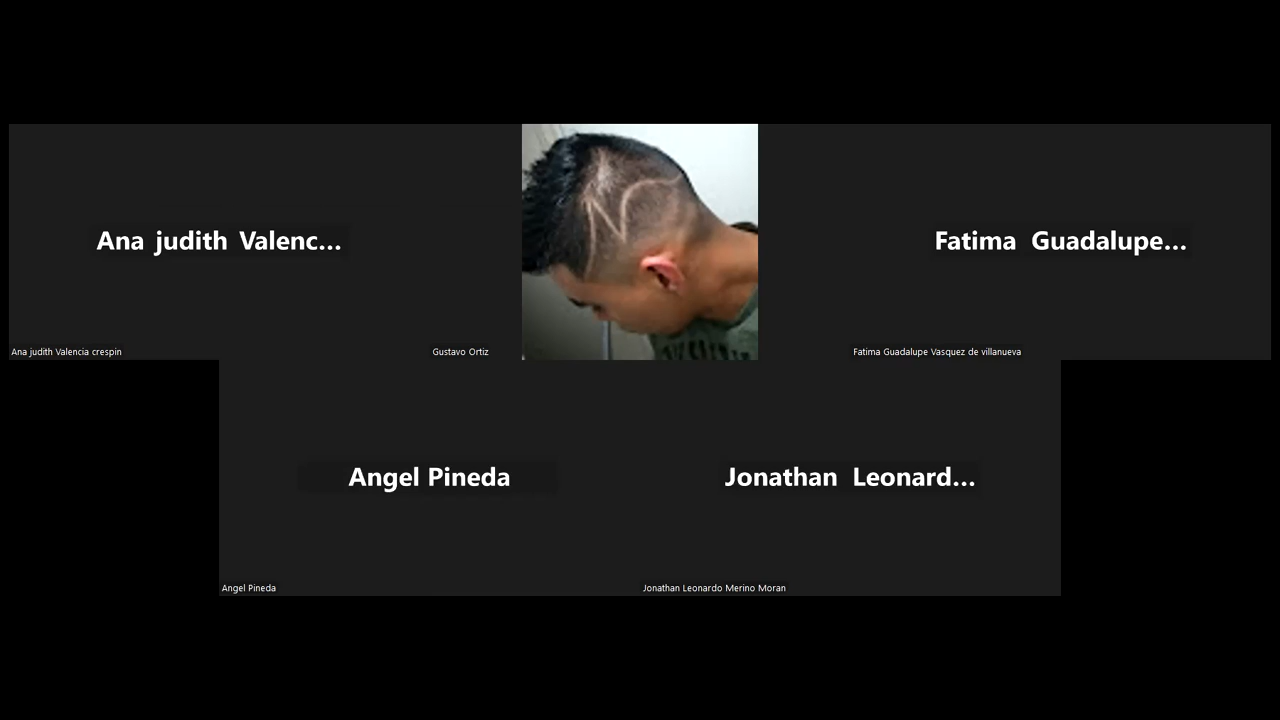 Ana judith Valenc...
Fatima Guadalupe...
Ana judith Valencia crespin
Gustavo Ortiz
Fatima Guadalupe Vasquez de villanueva
Angel Pineda
Jonathan Leonard...
Angel Pineda
Jonathan Leonardo Merino Moran